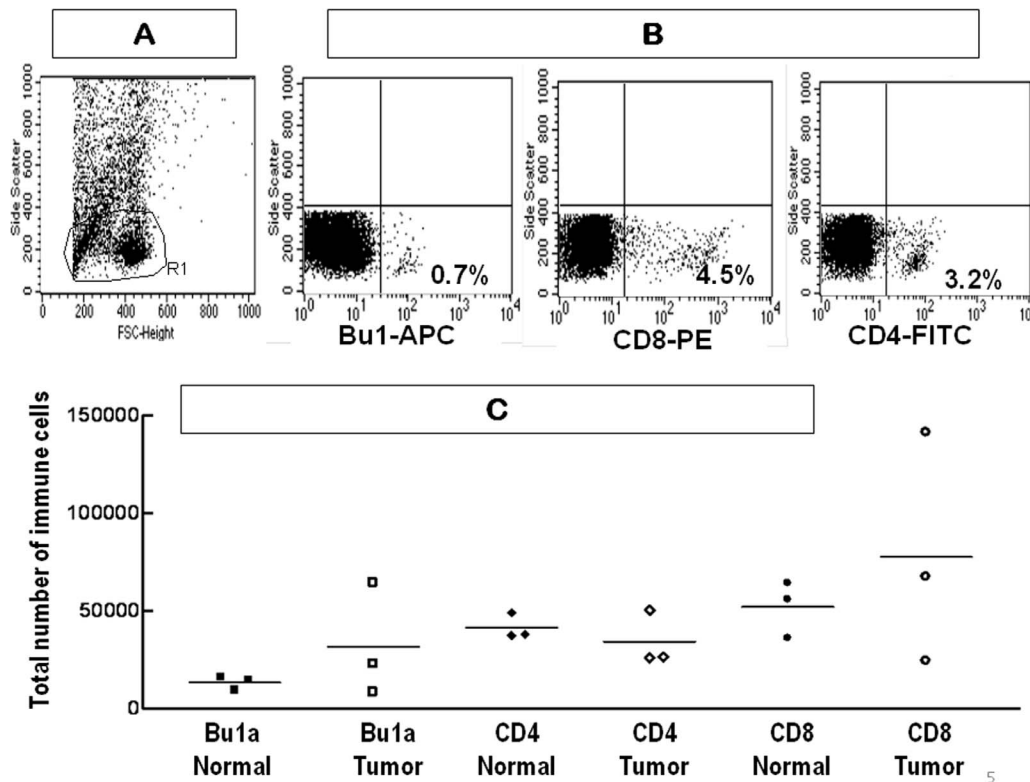 A
B
1000
800
600
400
200
0
Side Scatter
R1
200 400 600 800 1000
FSC-Height
1000
800
600
400
200
0
Side Scatter
0.7%
10^0 10^1 10^2 10^3 10^4
Bu1-APC
1000
800
600
400
200
0
Side Scatter
4.5%
10^0 10^1 10^2 10^3 10^4
CD8-PE
1000
800
600
400
200
0
Side Scatter
3.2%
10^0 10^1 10^2 10^3
CD4-FITC
C
150000
100000
50000
0
Total number of immune cells
Bu1a Bu1a CD4 CD4 CD8 CD8
Normal Tumor Normal Tumor Normal Tumor
5